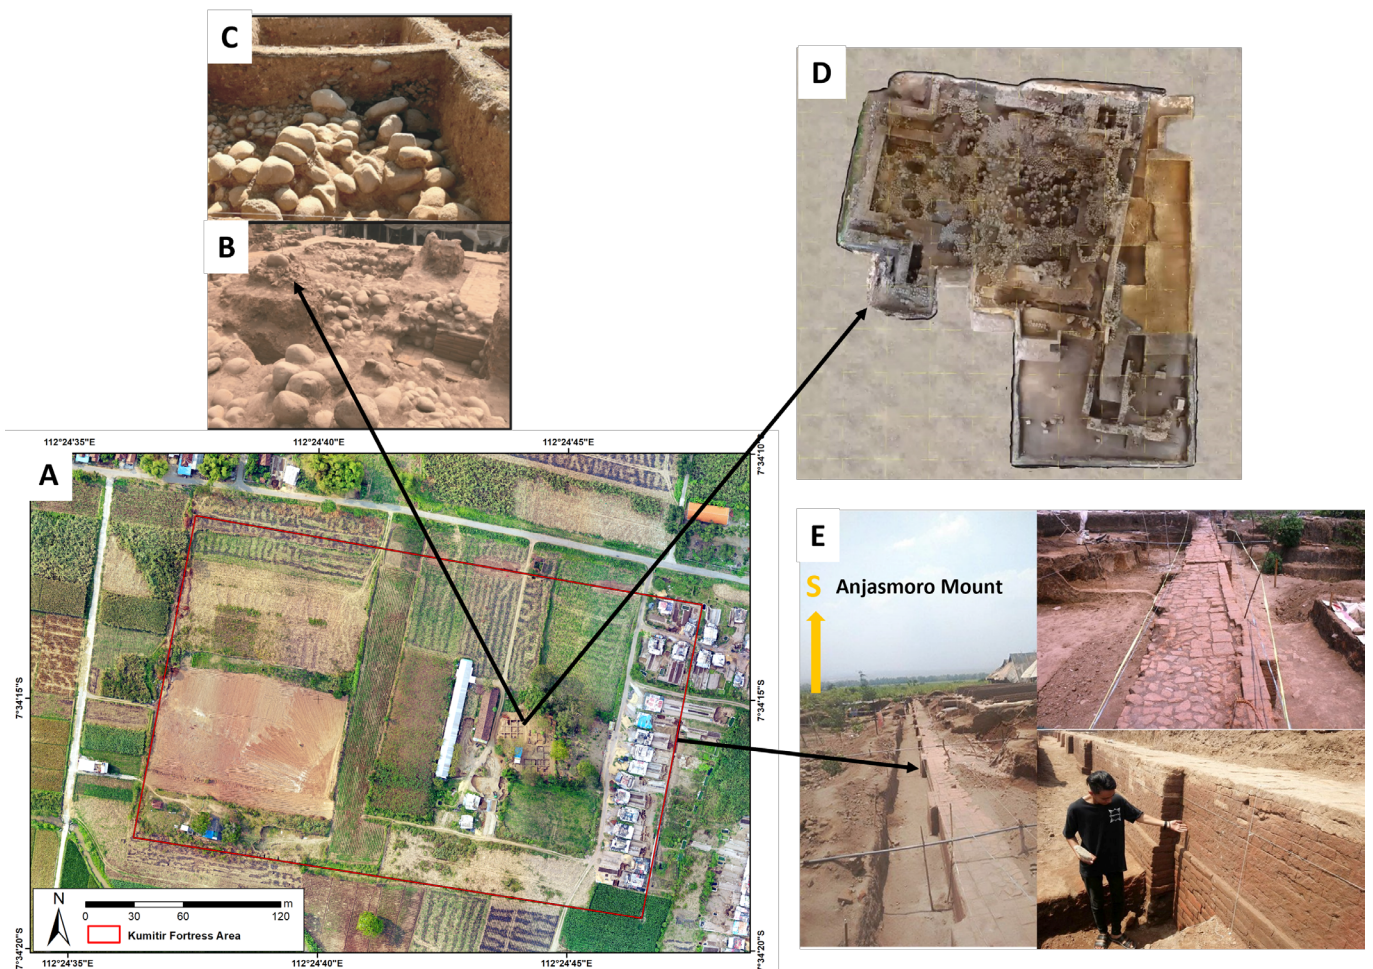 C
B
D
E
S Anjasmoro Mount
112°24'35"E
112°24'40"E
112°24'45"E
A
7°34'10"S
7°34'15"S
7°34'15"S
N
0 30 60 120 m
Kumitir Fortress Area
7°34'20"S
7°34'20"S
112°24'35"E
112°24'40"E
112°24'45"E